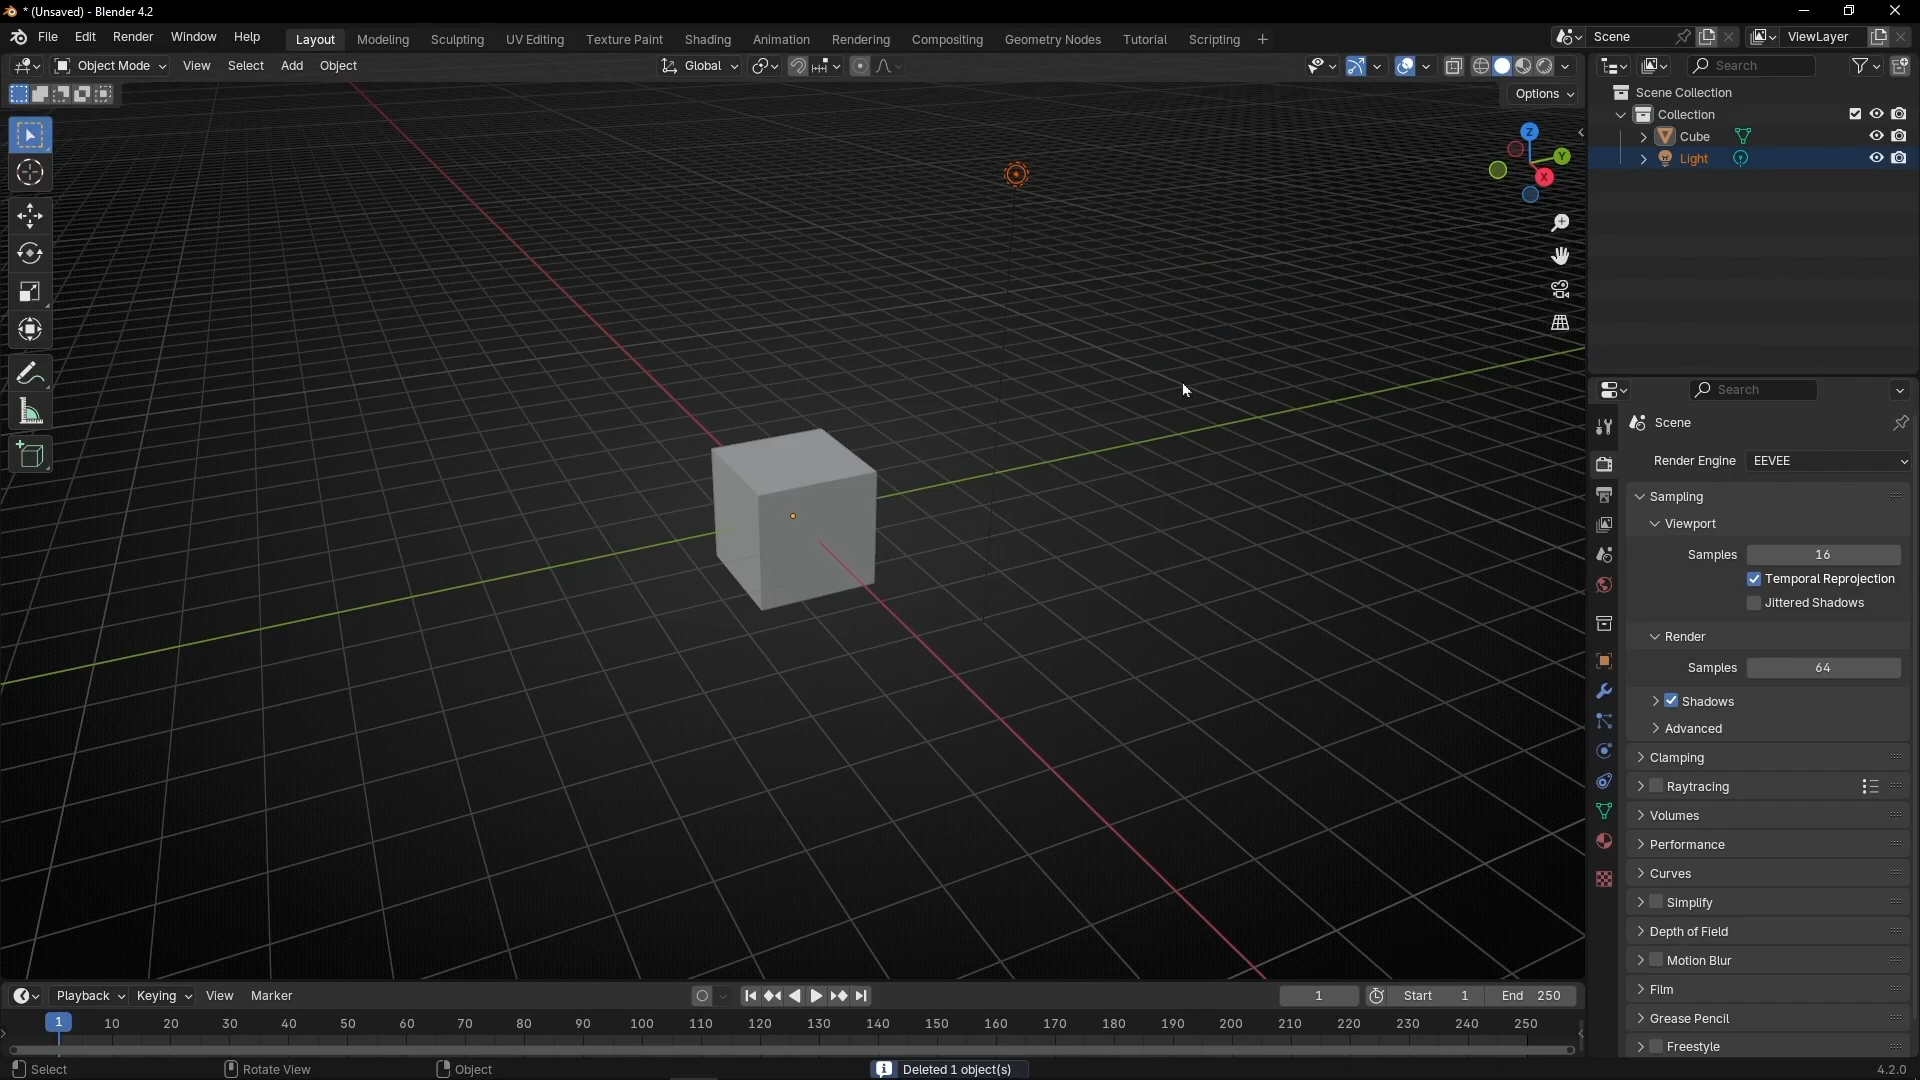 * (Unsaved) - Blender 4.2
File Edit Render Window Help Layout Modeling Sculpting UV Editing Texture Paint Shading Animation Rendering Compositing Geometry Nodes Tutorial Scripting + Scene ViewLayer
Object Mode View Select Add Object Global Search
Options
Z
Y
X
Scene Collection
Collection
Cube
Light
Search
Scene
Render Engine EEVEE
Sampling
Viewport
Samples 16
Temporal Reprojection
Jittered Shadows
Render
Samples 64
Shadows
Advanced
Clamping
Raytracing
Volumes
Performance
Curves
Simplify
Depth of Field
Motion Blur
Film
Grease Pencil
Freestyle
Playback Keying View Marker 1 Start 1 End 250
1 10 20 30 40 50 60 70 80 90 100 110 120 130 140 150 160 170 180 190 200 210 220 230 240 250
Select Rotate View Object Deleted 1 object(s) 4.2.0